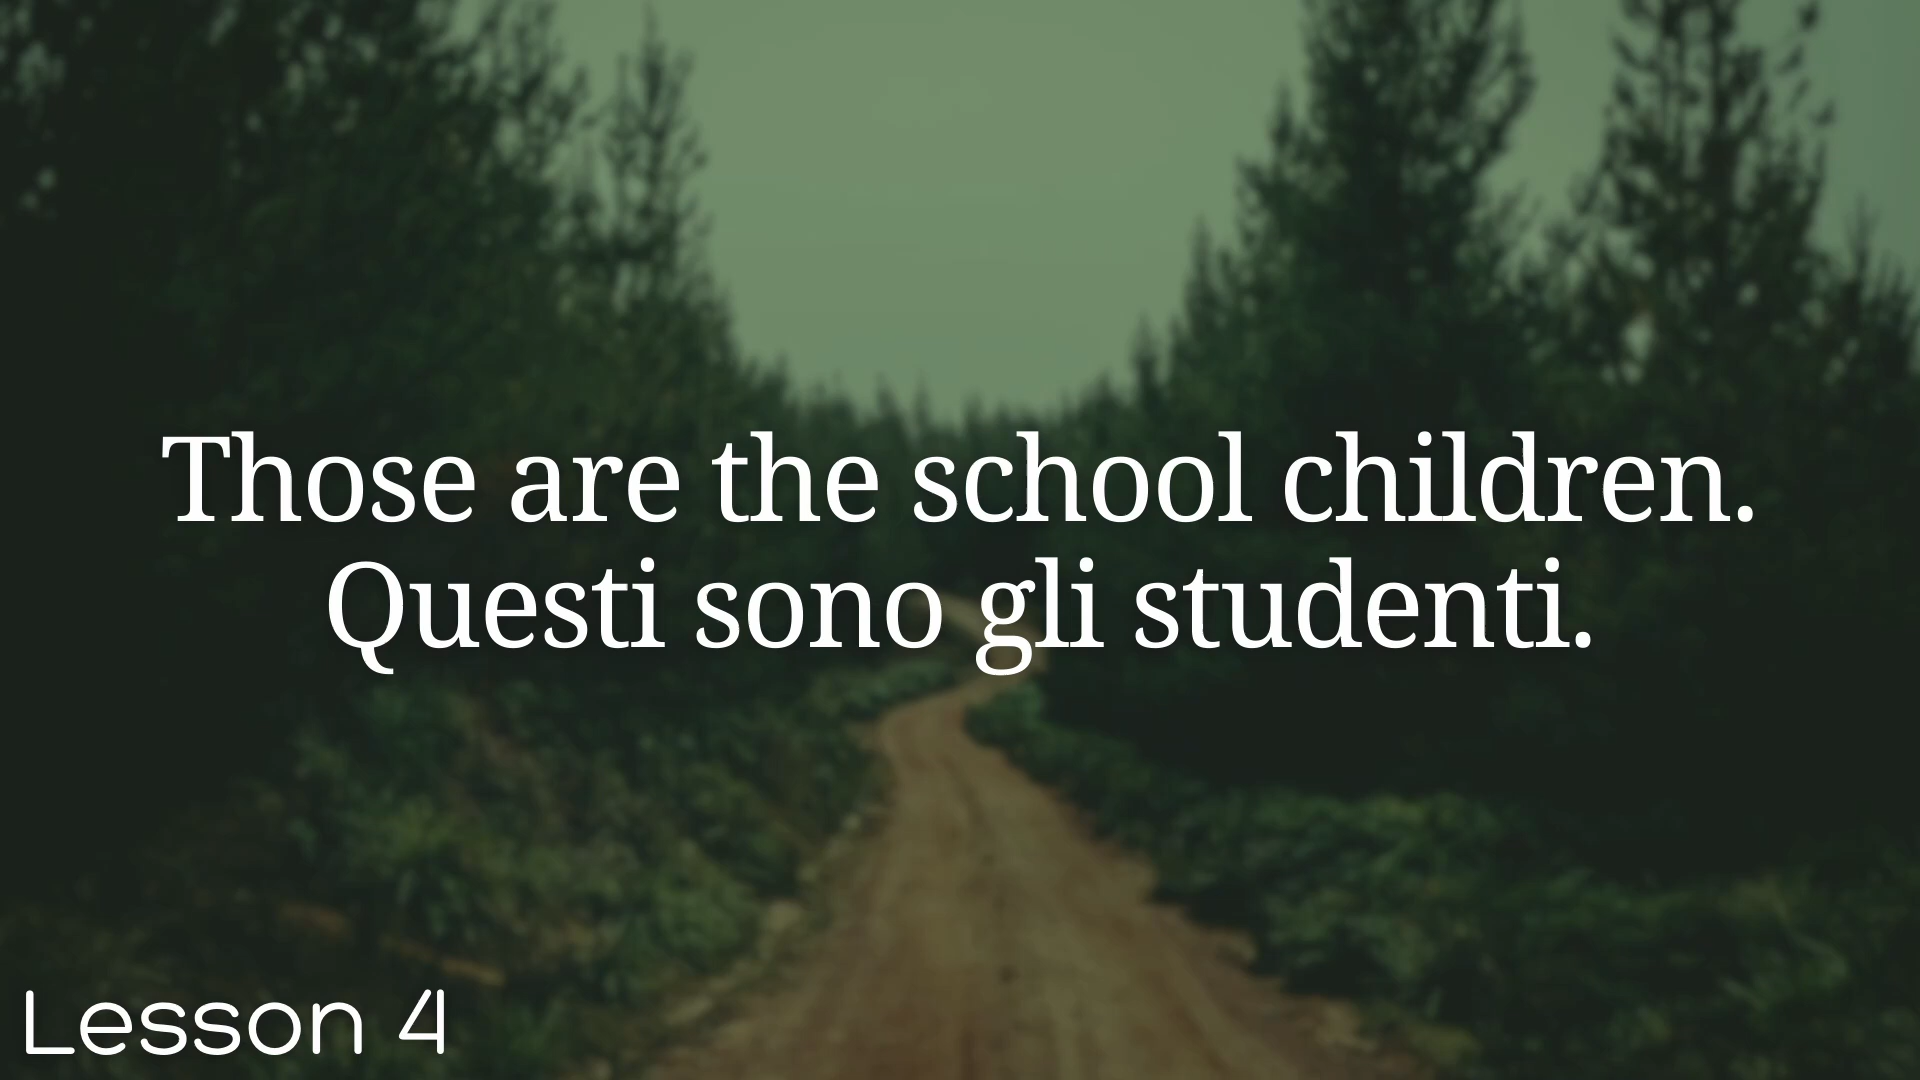 Those are the school children.
Questi sono gli studenti.
Lesson 4